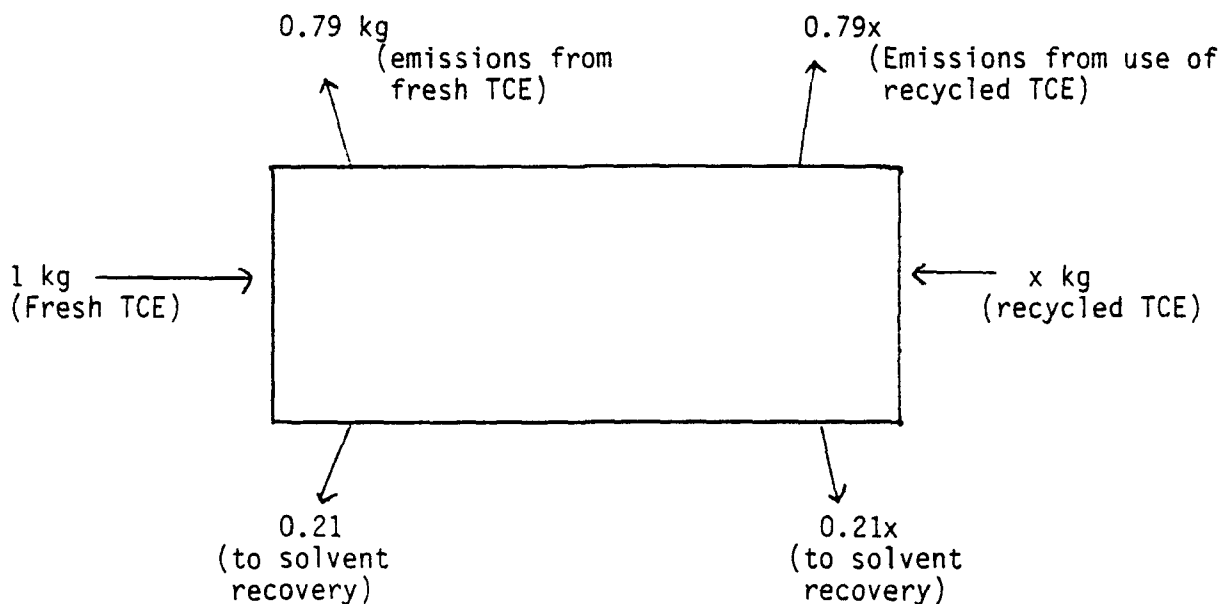 0.79 kg
(emissions from
fresh TCE)
0.79x
(Emissions from use of
recycled TCE)
1 kg
(Fresh TCE)
x kg
(recycled TCE)
0.21
(to solvent
recovery)
0.21x
(to solvent
recovery)